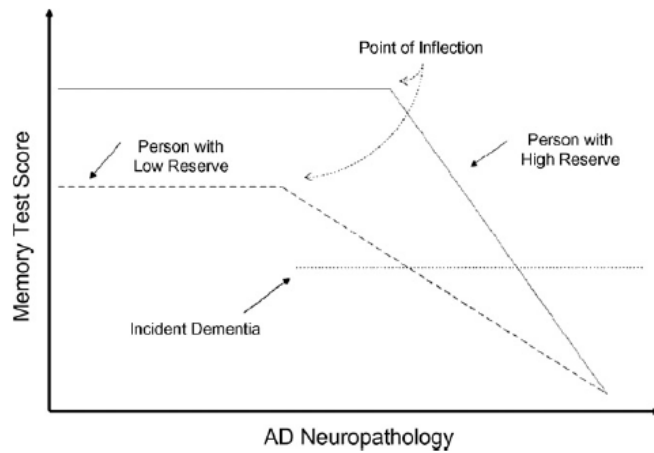 Point of Inflection
Person with
Low Reserve
Person with
High Reserve
Incident Dementia
Memory Test Score
AD Neuropathology